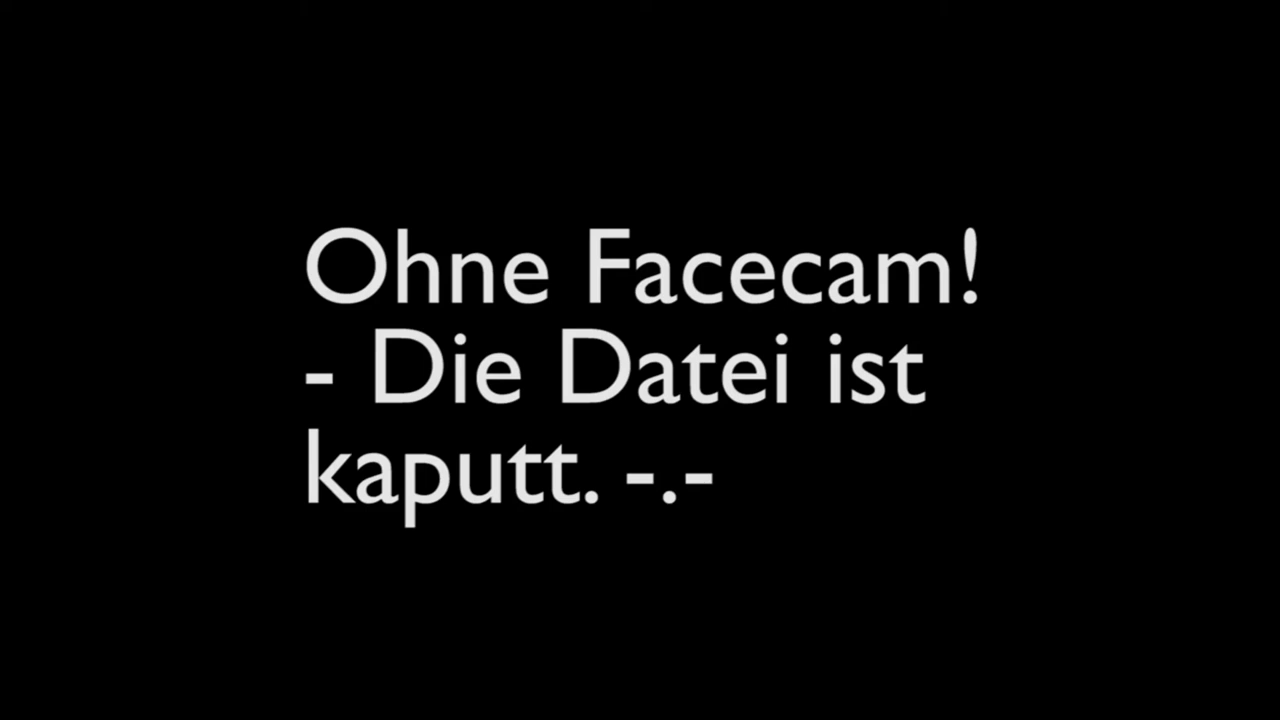 Ohne Facecam!
- Die Datei ist
kaputt. -.-